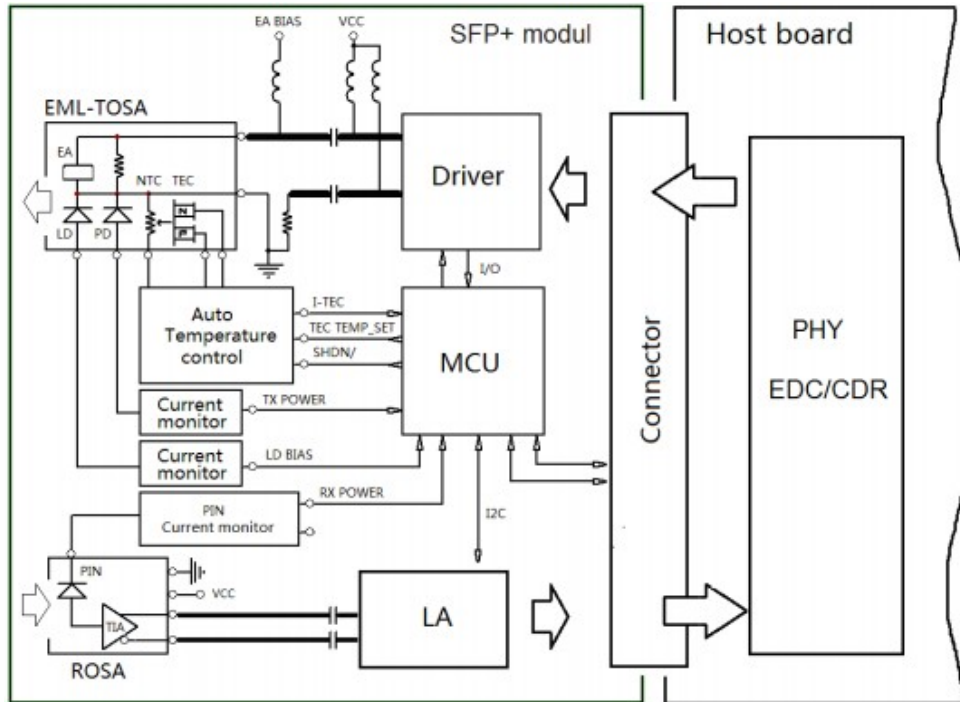 EA BIAS
VCC
SFP+ modul
Host board
EML-TOSA
EA
NTC TEC
N
P
LD
PD
Driver
I/O
Auto
Temperature
control
I-TEC
TEC TEMP_SET
SHDN/
MCU
Connector
PHY
EDC/CDR
Current
monitor
TX POWER
Current
monitor
LD BIAS
PIN
Current monitor
RX POWER
I2C
PIN
VCC
TIA
LA
ROSA